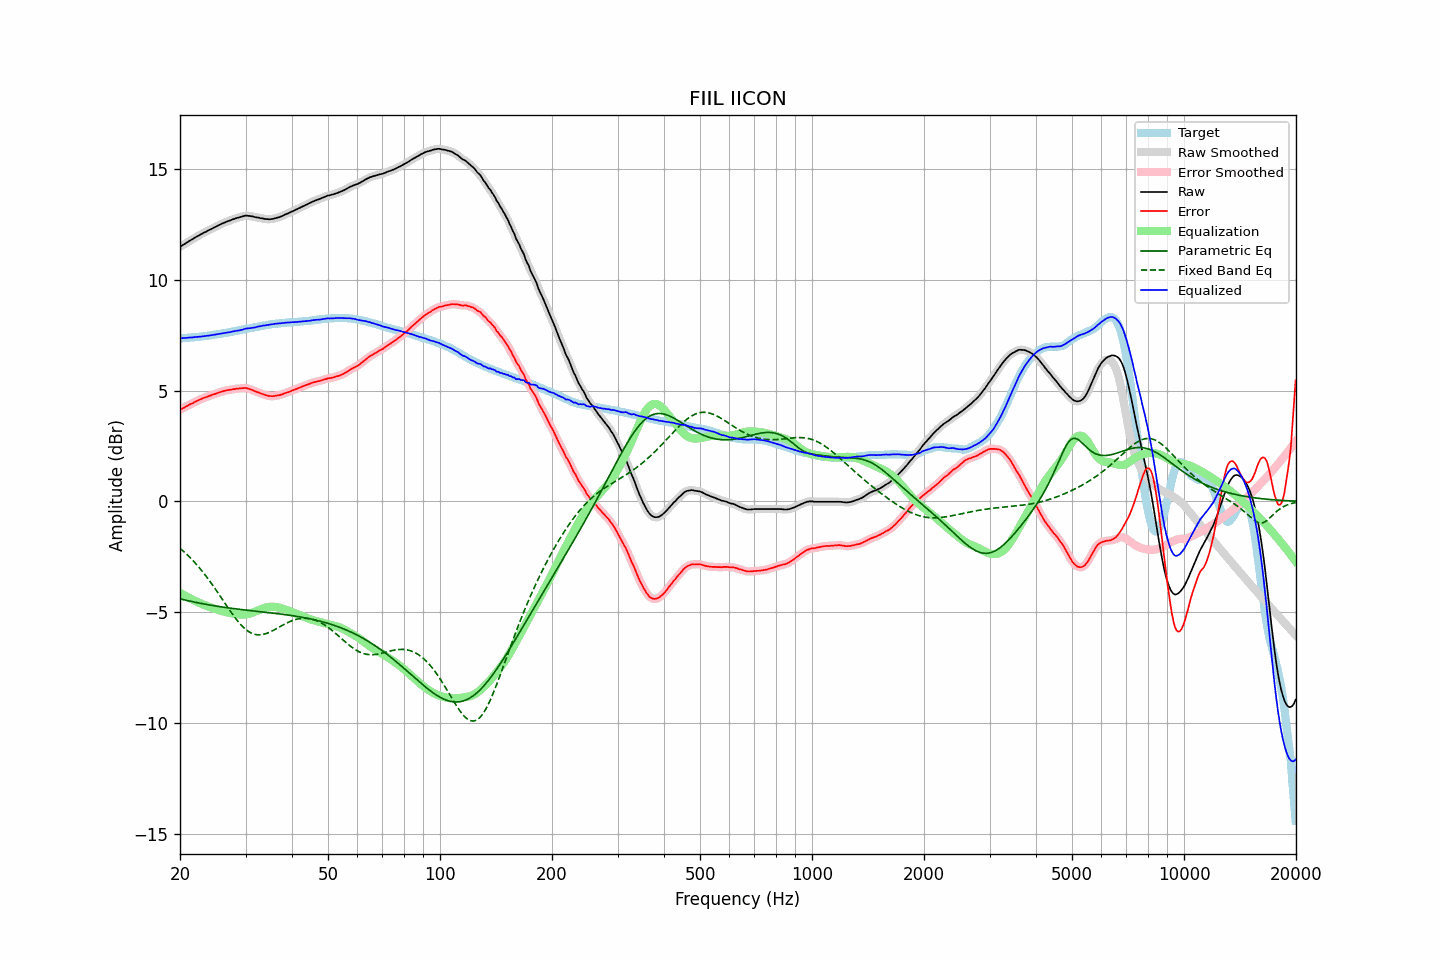 FIIL IICON
Target
Raw Smoothed
Error Smoothed
Raw
Error
Equalization
Parametric Eq
Fixed Band Eq
Equalized
Amplitude (dBr)
15
10
5
0
−5
−10
−15
20 50 100 200 500 1000 2000 5000 10000 20000
Frequency (Hz)